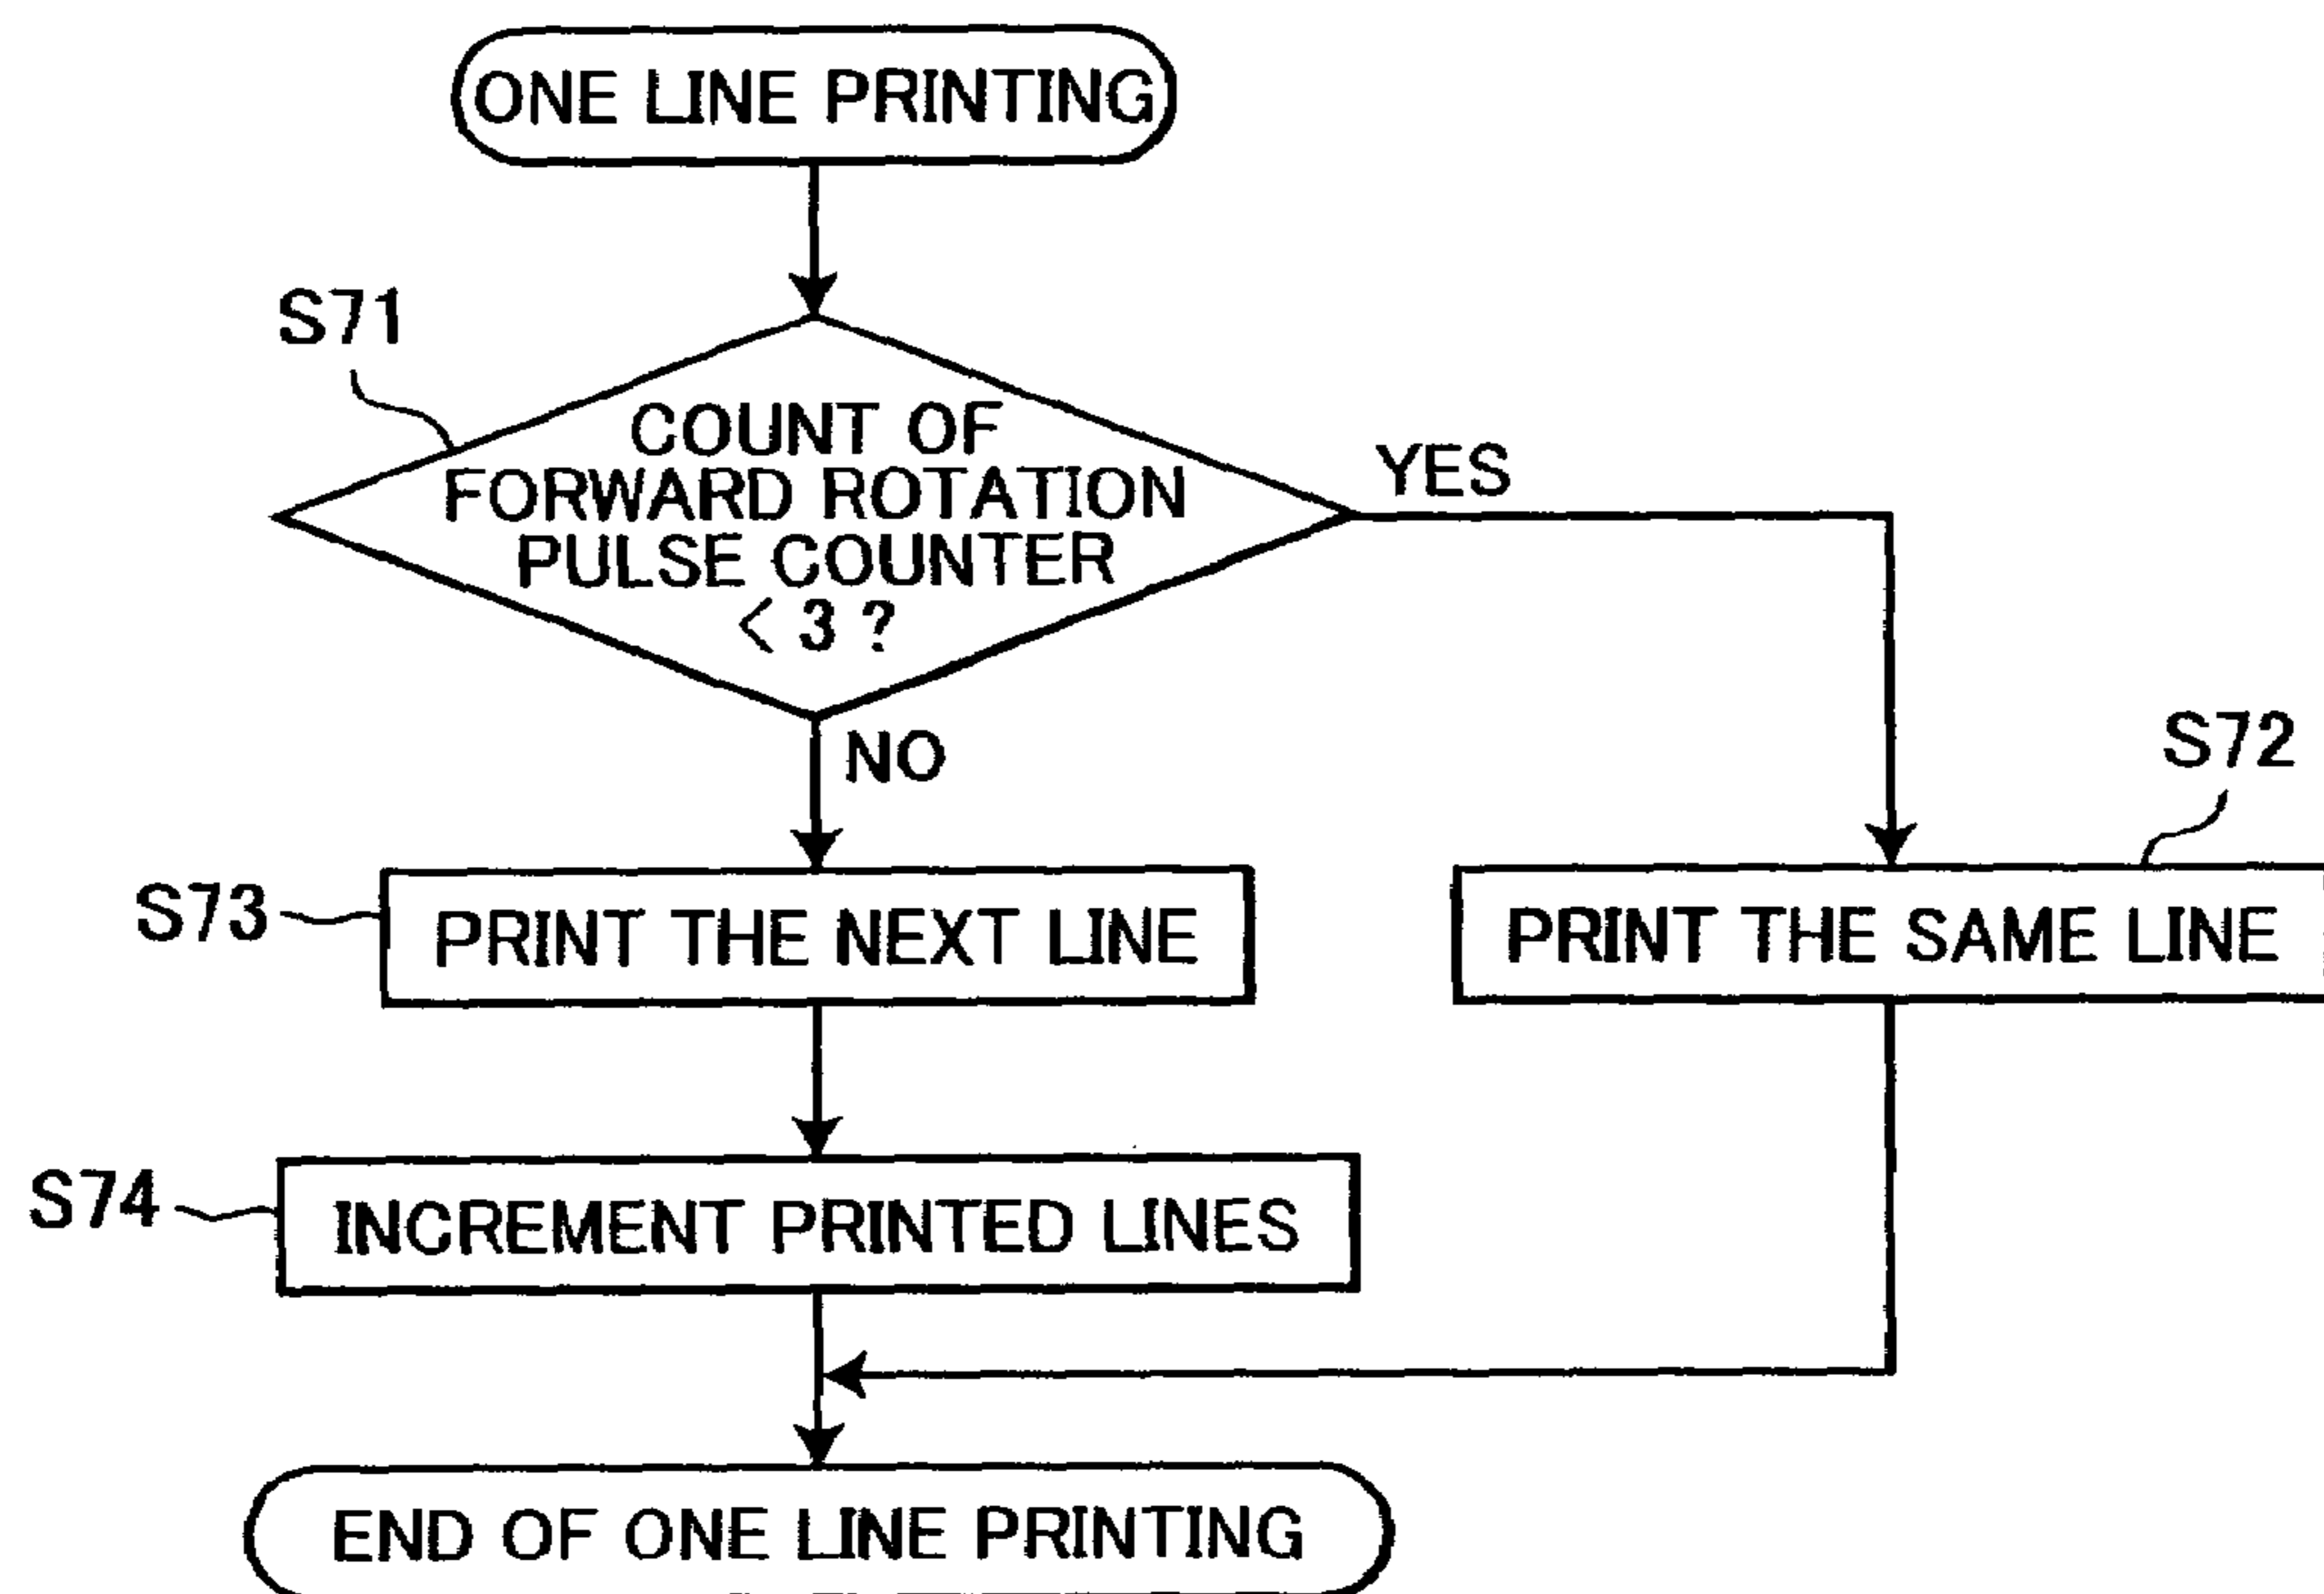 ONE LINE PRINTING
S71
COUNT OF
FORWARD ROTATION
PULSE COUNTER
< 3 ?
YES
NO
S72
S73
PRINT THE NEXT LINE
PRINT THE SAME LINE
S74
INCREMENT PRINTED LINES
END OF ONE LINE PRINTING